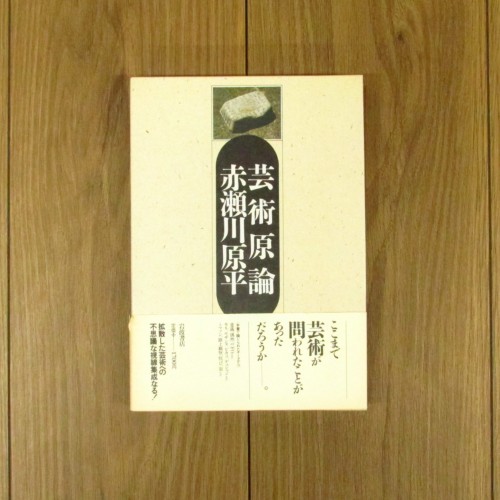 芸術原論
赤瀬川原平
ここまで
芸術が
問われたことが
あった
だろうか
拡散した芸術への
不思議な視線集成なる!